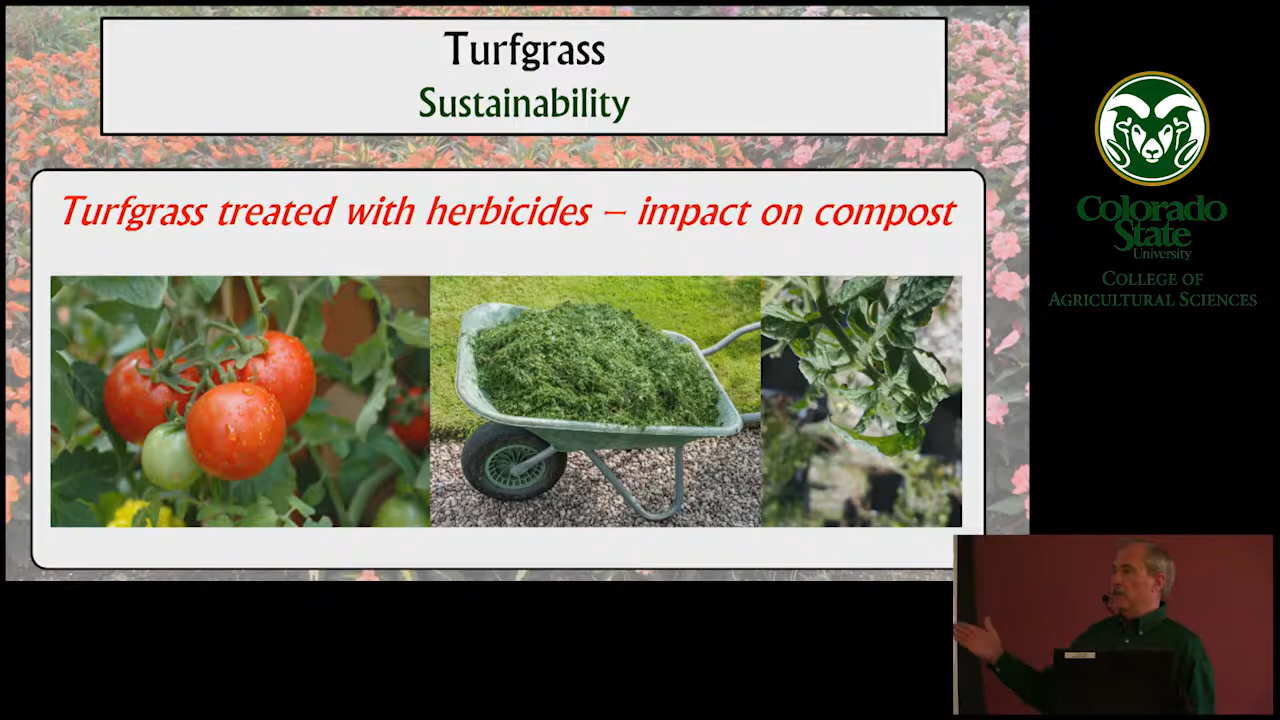 Turfgrass
Sustainability
Turfgrass treated with herbicides – impact on compost
Colorado
State
University
COLLEGE OF
AGRICULTURAL SCIENCES